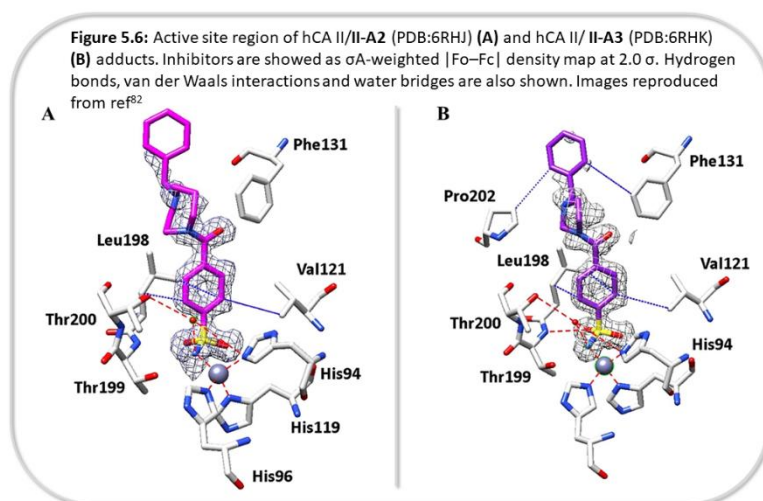 Figure 5.6: Active site region of hCA II/II-A2 (PDB:6RHJ) (A) and hCA II/ II-A3 (PDB:6RHK)
(B) adducts. Inhibitors are showed as σA-weighted |Fo–Fc| density map at 2.0 σ. Hydrogen
bonds, van der Waals interactions and water bridges are also shown. Images reproduced
from ref82
A
Phe131
Leu198
Val121
Thr200
Thr199
His94
His119
His96
B
Phe131
Pro202
Leu198
Val121
Thr200
Thr199
His94